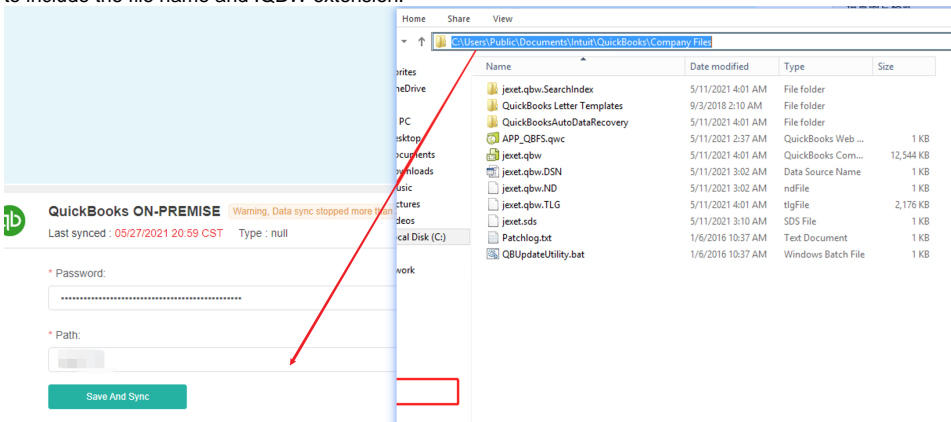 to include the file name and .QBW extension.
Home Share View
C:\Users\Public\Documents\Intuit\QuickBooks\Company Files
Name Date modified Type Size
orites
neDrive
PC
esktop
ocuments
ownloads
usic
ctures
deos
ocal Disk (C:)
work
jexet.qbw.SearchIndex 5/11/2021 4:01 AM File folder
QuickBooks Letter Templates 9/3/2018 2:10 AM File folder
QuickBooksAutoDataRecovery 5/11/2021 4:01 AM File folder
APP_QBFS.qwc 5/11/2021 2:37 AM QuickBooks Web ... 1 KB
jexet.qbw 5/11/2021 4:01 AM QuickBooks Com... 12,544 KB
jexet.qbw.DSN 5/11/2021 3:02 AM Data Source Name 1 KB
jexet.qbw.ND 5/11/2021 3:02 AM ndFile 1 KB
jexet.qbw.TLG 5/11/2021 4:01 AM tlgFile 2,176 KB
jexet.sds 5/11/2021 3:10 AM SDS File 1 KB
Patchlog.txt 1/6/2016 10:37 AM Text Document 1 KB
QBUpdateUtility.bat 1/6/2016 10:37 AM Windows Batch File 1 KB
qb
QuickBooks ON-PREMISE Warning, Data sync stopped more than
Last synced : 05/27/2021 20:59 CST Type : null
* Password:
* Path:
Save And Sync